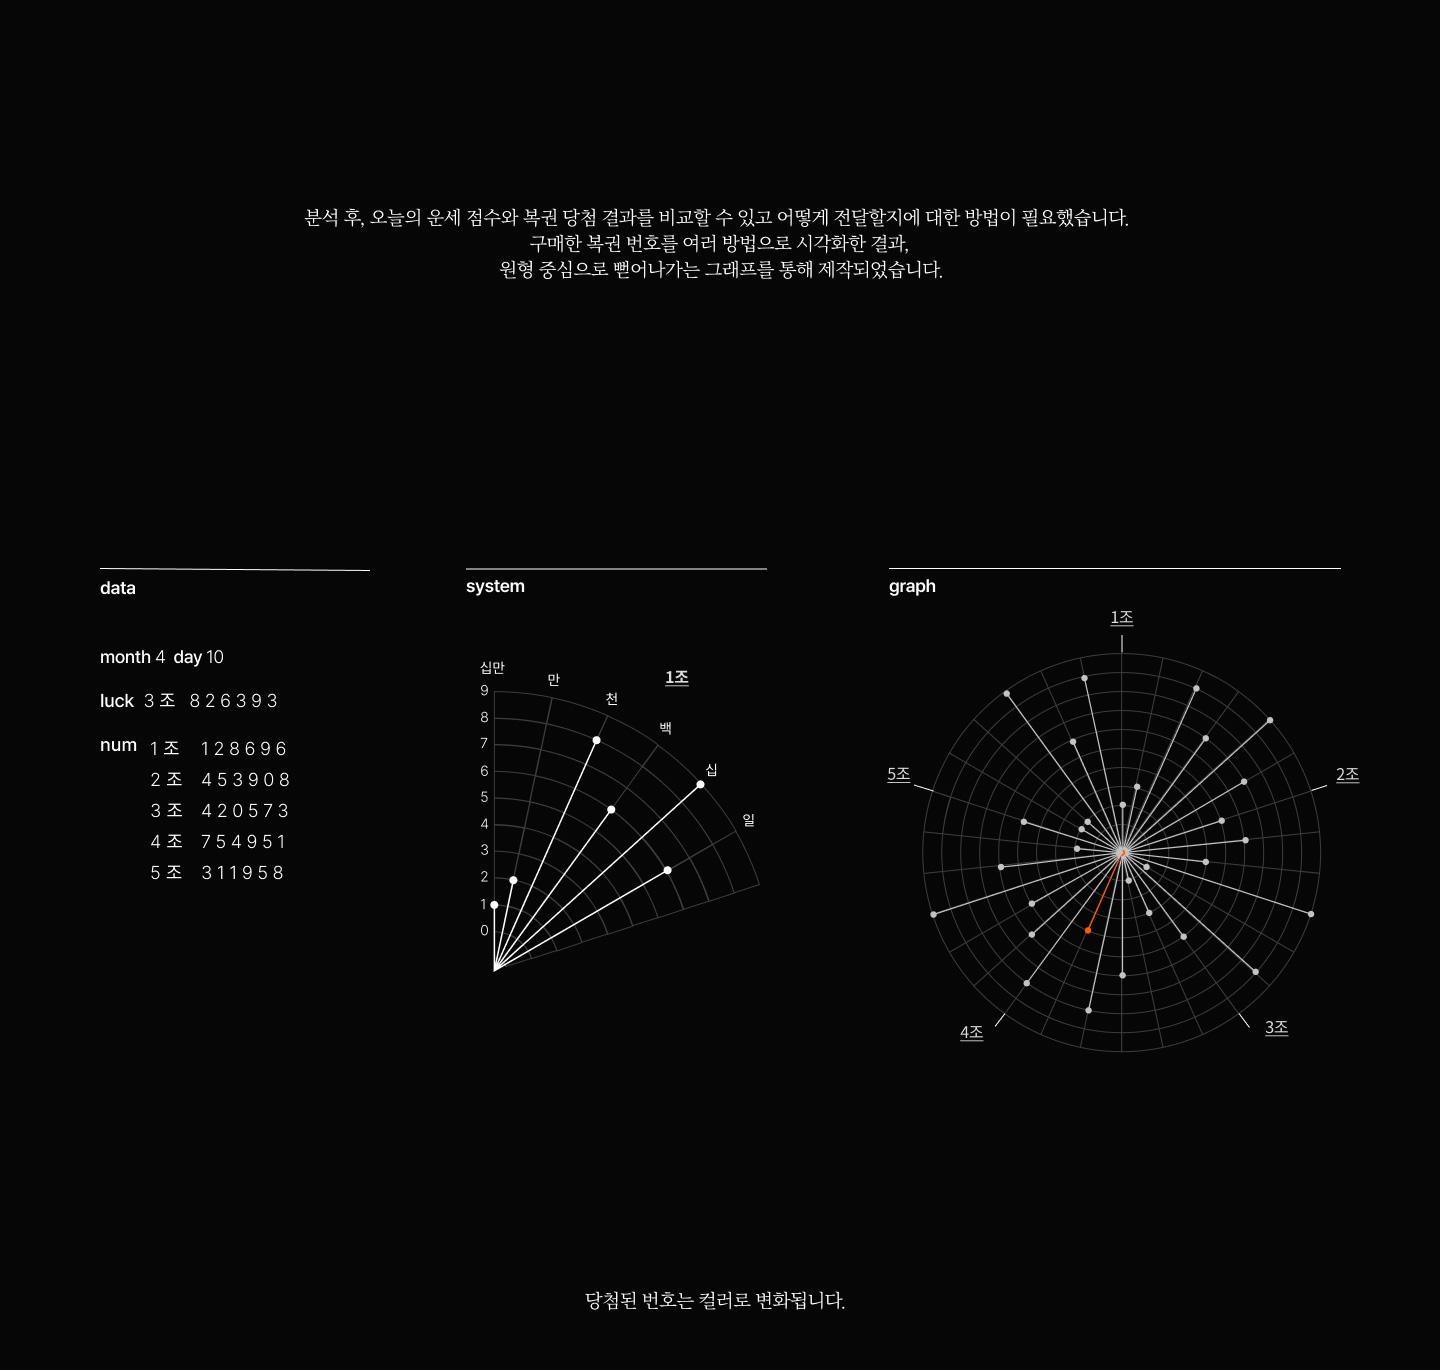 분석 후, 오늘의 운세 점수와 복권 당첨 결과를 비교할 수 있고 어떻게 전달할지에 대한 방법이 필요했습니다.
구매한 복권 번호를 여러 방법으로 시각화한 결과,
원형 중심으로 뻗어나가는 그래프를 통해 제작되었습니다.
data
month 4 day 10
luck 3 조 8 2 6 3 9 3
num 1 조 1 2 8 6 9 6
2 조 4 5 3 9 0 8
3 조 4 2 0 5 7 3
4 조 7 5 4 9 5 1
5 조 3 1 1 9 5 8
system
1조
십만
만
천
백
십
일
9
8
7
6
5
4
3
2
1
0
graph
1조
2조
3조
4조
5조
당첨된 번호는 컬러로 변화됩니다.